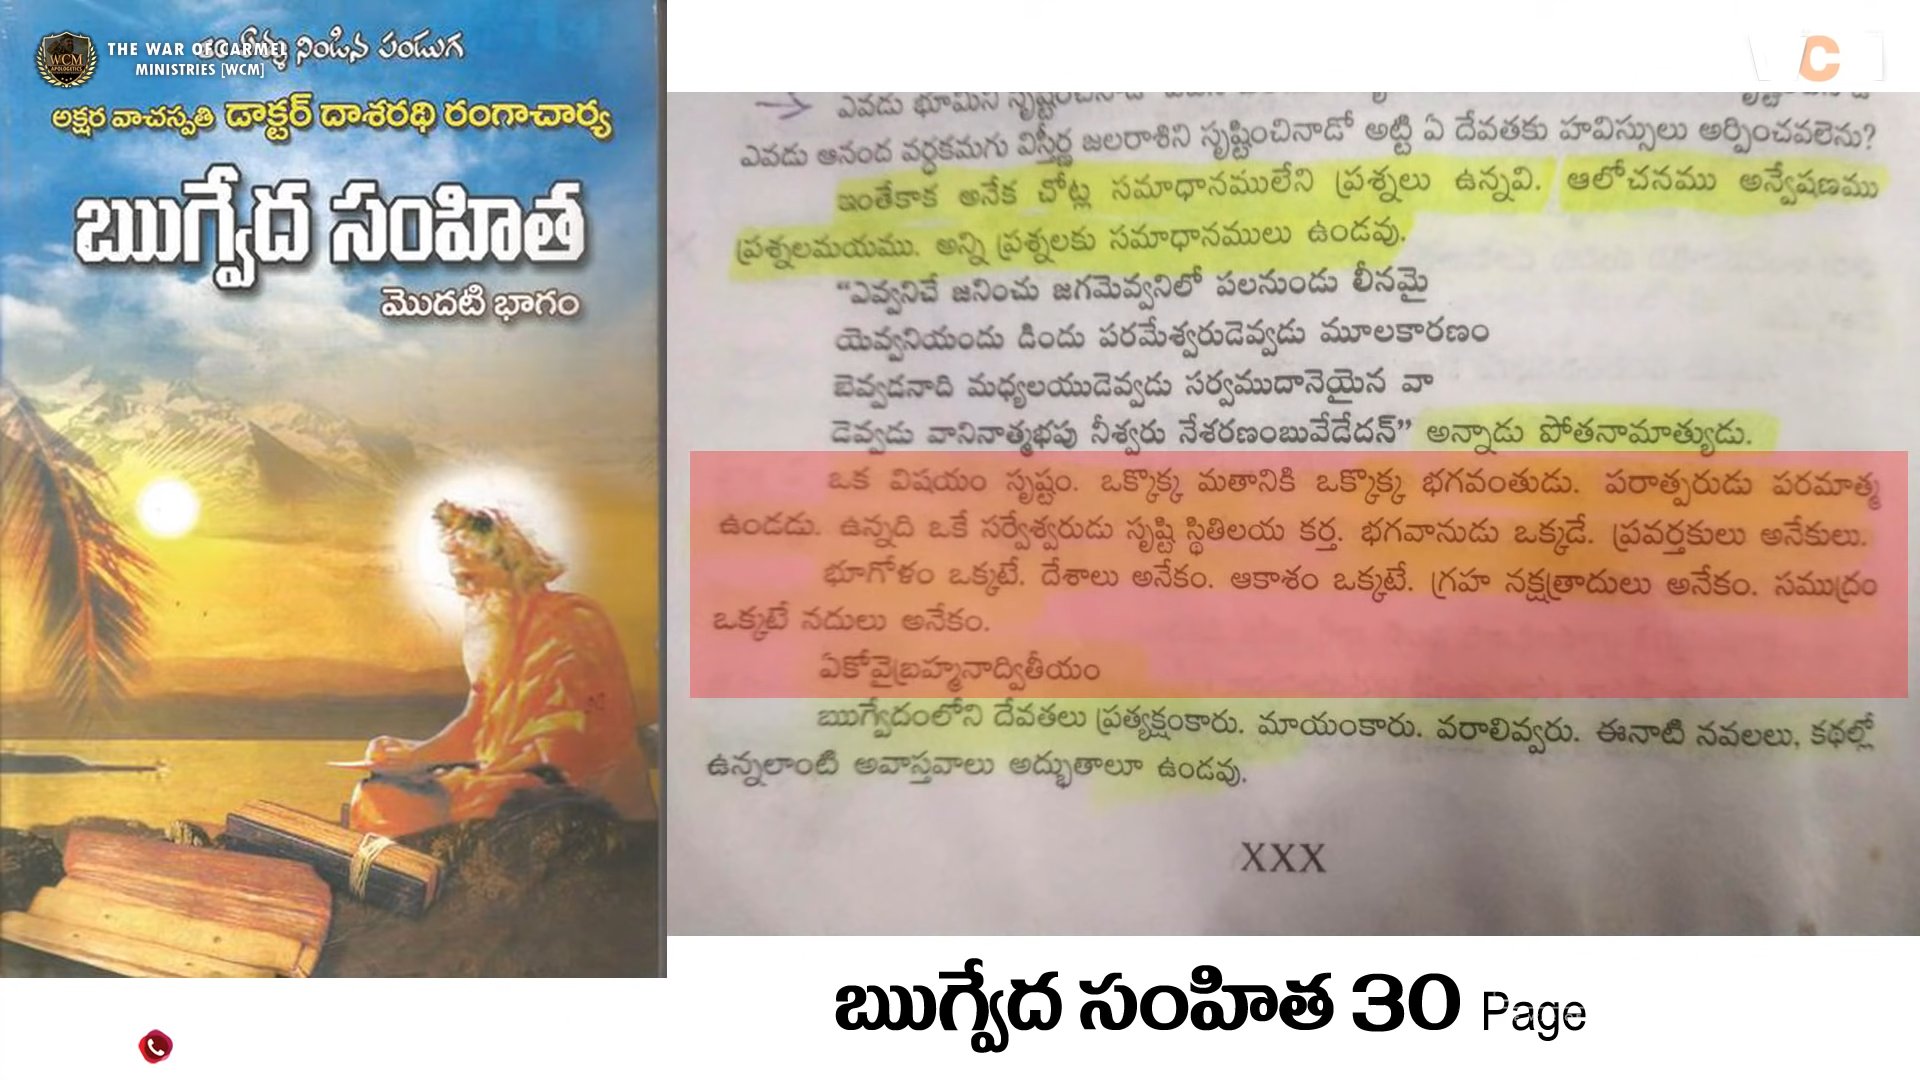 THE WAR OF CARMEL
MINISTRIES [WCM]
WCM
APOLOGETICS
నిండిన పండుగ
అక్షర వాచస్పతి డాక్టర్ దాశరథి రంగాచార్య
ఋగ్వేద సంహిత
మొదటి భాగం
ఎవడు భూమిని
ఎవడు ఆనంద వర్ధకమగు విస్తీర్ణ జలరాశిని సృష్టించినాడో అట్టి ఏ దేవతకు హవిస్సులు అర్పించవలెను?
ఇంతేకాక అనేక చోట్ల సమాధానములేని ప్రశ్నలు ఉన్నవి. ఆలోచనము అన్వేషణము
ప్రశ్నలమయము. అన్ని ప్రశ్నలకు సమాధానములు ఉండవు.
“ఎవ్వనిచే జనించు జగమెవ్వనిలో పలనుండు లీనమై
యెవ్వనియందు డిందు పరమేశ్వరుడెవ్వడు మూలకారణం
బెవ్వడనాది మధ్యలయుడెవ్వడు సర్వముదానెయైన వా
డెవ్వడు వానినాత్మభపు నీశ్వరు నేశరణంబువేడేదన్” అన్నాడు పోతనామాత్యుడు.
ఒక విషయం స్పష్టం. ఒక్కొక్క మతానికి ఒక్కొక్క భగవంతుడు. పరాత్పరుడు పరమాత్మ
ఉండడు. ఉన్నది ఒకే సర్వేశ్వరుడు సృష్టి స్థితిలయ కర్త. భగవానుడు ఒక్కడే. ప్రవర్తకులు అనేకులు.
భూగోళం ఒక్కటే. దేశాలు అనేకం. ఆకాశం ఒక్కటే. గ్రహ నక్షత్రాదులు అనేకం. సముద్రం
ఒక్కటే నదులు అనేకం.
ఏకోవైబ్రహ్మనాద్వితీయం
ఋగ్వేదంలోని దేవతలు ప్రత్యక్షంకారు. మాయంకారు. వరాలివ్వరు. ఈనాటి నవలలు, కథల్లో
ఉన్నలాంటి అవాస్తవాలు అద్భుతాలూ ఉండవు.
XXX
ఋగ్వేద సంహిత 30 Page